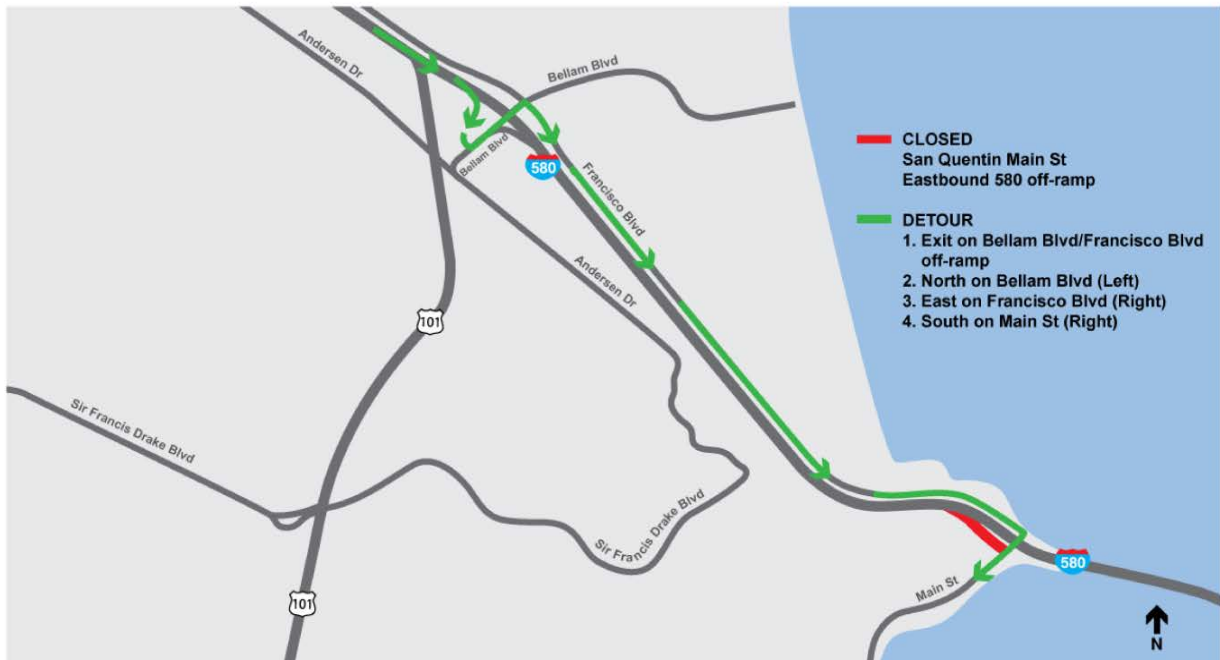 Andersen Dr
Bellam Blvd
Bellam Blvd
580
Francisco Blvd
CLOSED
San Quentin Main St
Eastbound 580 off-ramp
DETOUR
1. Exit on Bellam Blvd/Francisco Blvd
off-ramp
2. North on Bellam Blvd (Left)
3. East on Francisco Blvd (Right)
4. South on Main St (Right)
Andersen Dr
101
Sir Francis Drake Blvd
Sir Francis Drake Blvd
580
Main St
101
N